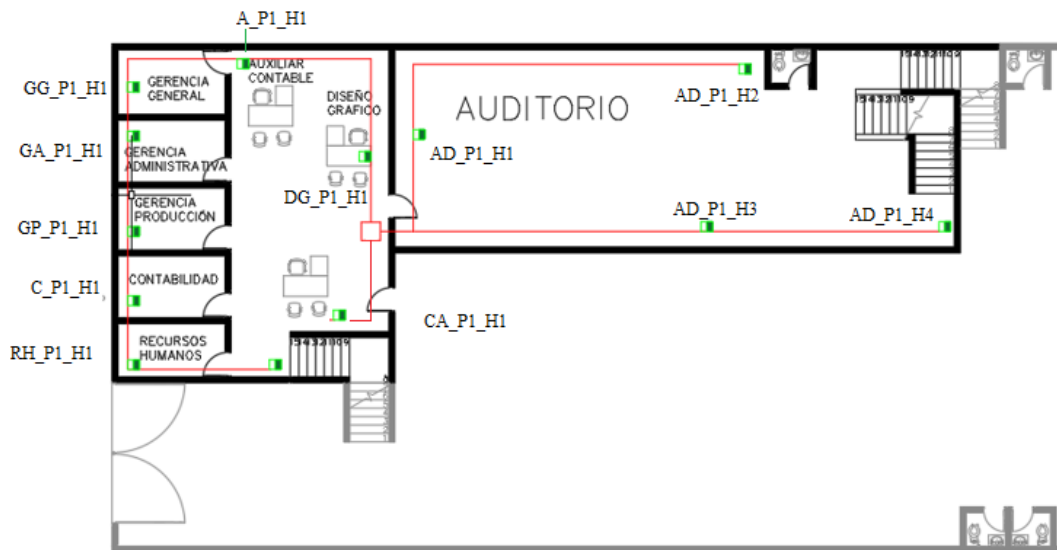 A_P1_H1
AUXILIAR
CONTABLE
GG_P1_H1
GERENCIA
GENERAL
DISEÑO
GRAFICO
AUDITORIO
AD_P1_H2
GA_P1_H1
GERENCIA
ADMINISTRATIVA
AD_P1_H1
DG_P1_H1
GERENCIA
PRODUCCIÓN
GP_P1_H1
AD_P1_H3
AD_P1_H4
CONTABILIDAD
C_P1_H1
CA_P1_H1
RECURSOS
HUMANOS
RH_P1_H1